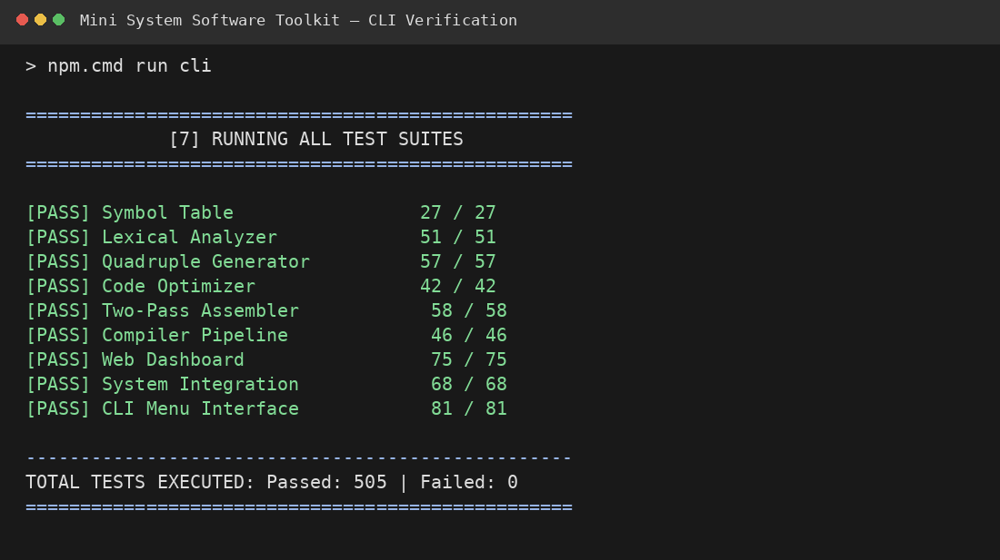 Mini System Software Toolkit — CLI Verification
> npm.cmd run cli
==================================================
[7] RUNNING ALL TEST SUITES
==================================================
[PASS] Symbol Table 27 / 27
[PASS] Lexical Analyzer 51 / 51
[PASS] Quadruple Generator 57 / 57
[PASS] Code Optimizer 42 / 42
[PASS] Two-Pass Assembler 58 / 58
[PASS] Compiler Pipeline 46 / 46
[PASS] Web Dashboard 75 / 75
[PASS] System Integration 68 / 68
[PASS] CLI Menu Interface 81 / 81
--------------------------------------------------
TOTAL TESTS EXECUTED: Passed: 505 | Failed: 0
==================================================